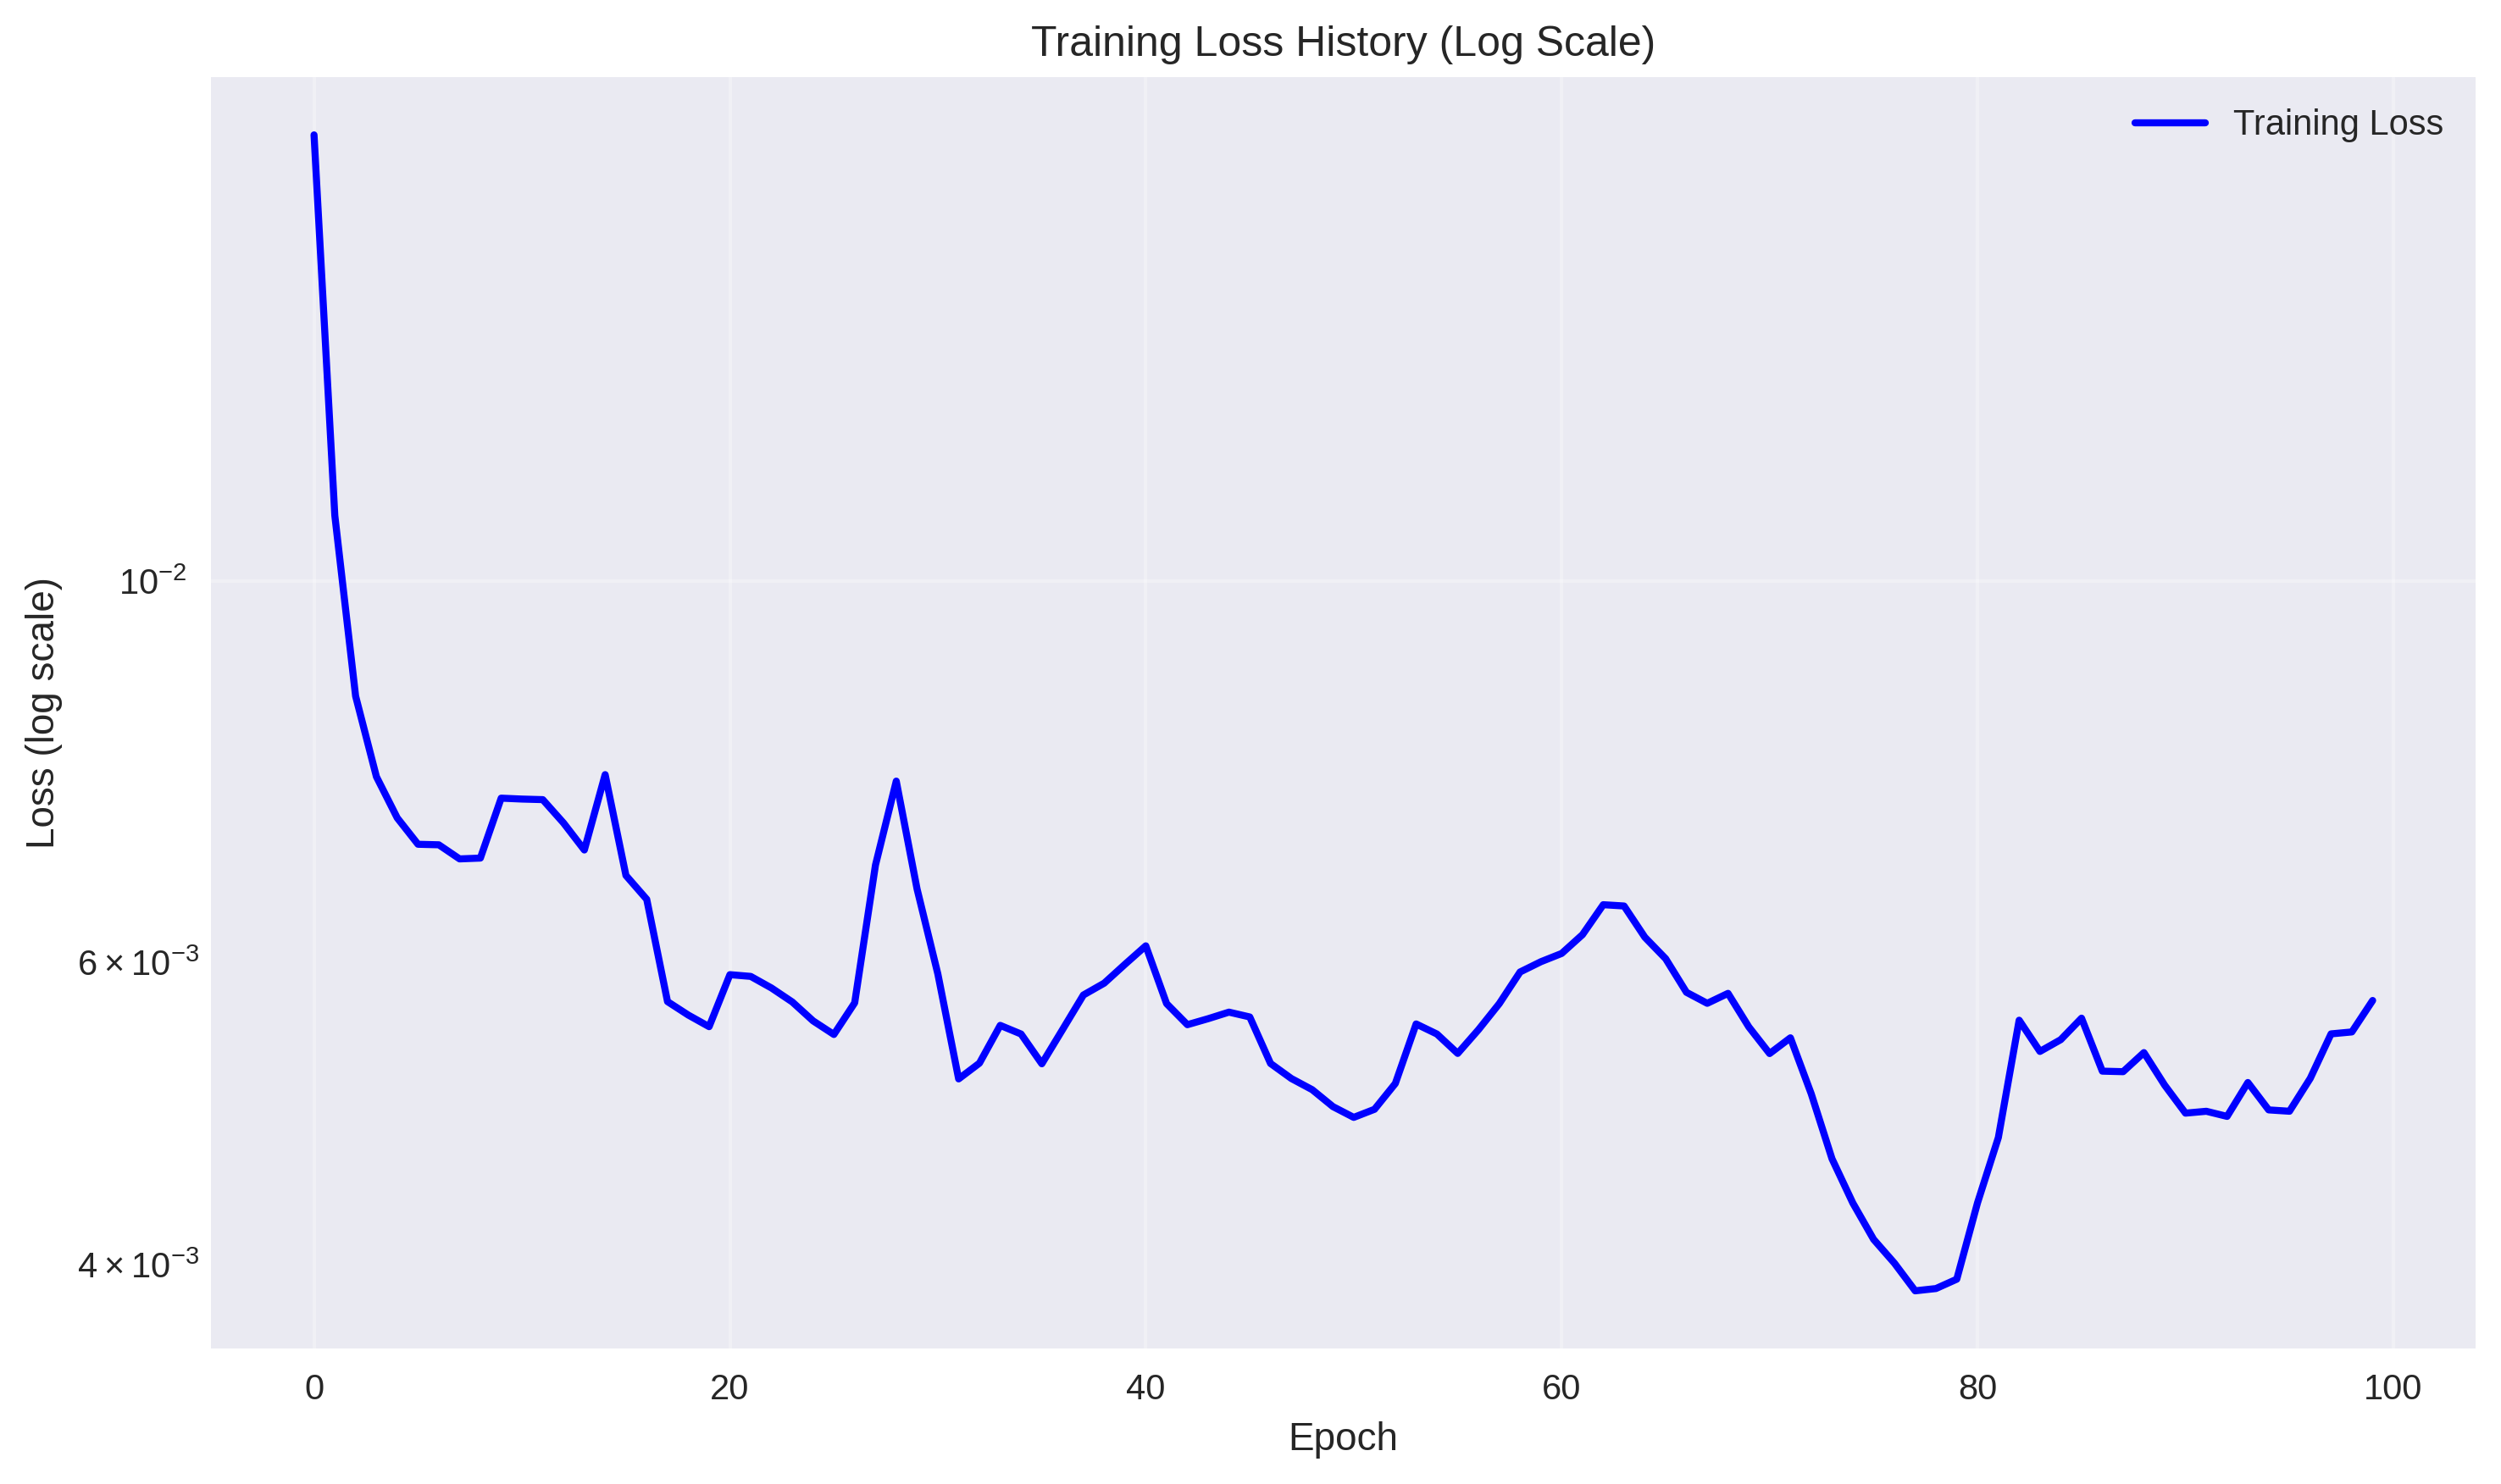 Training Loss History (Log Scale)
Training Loss
Loss (log scale)
10⁻²
6 × 10⁻³
4 × 10⁻³
0 20 40 60 80 100
Epoch